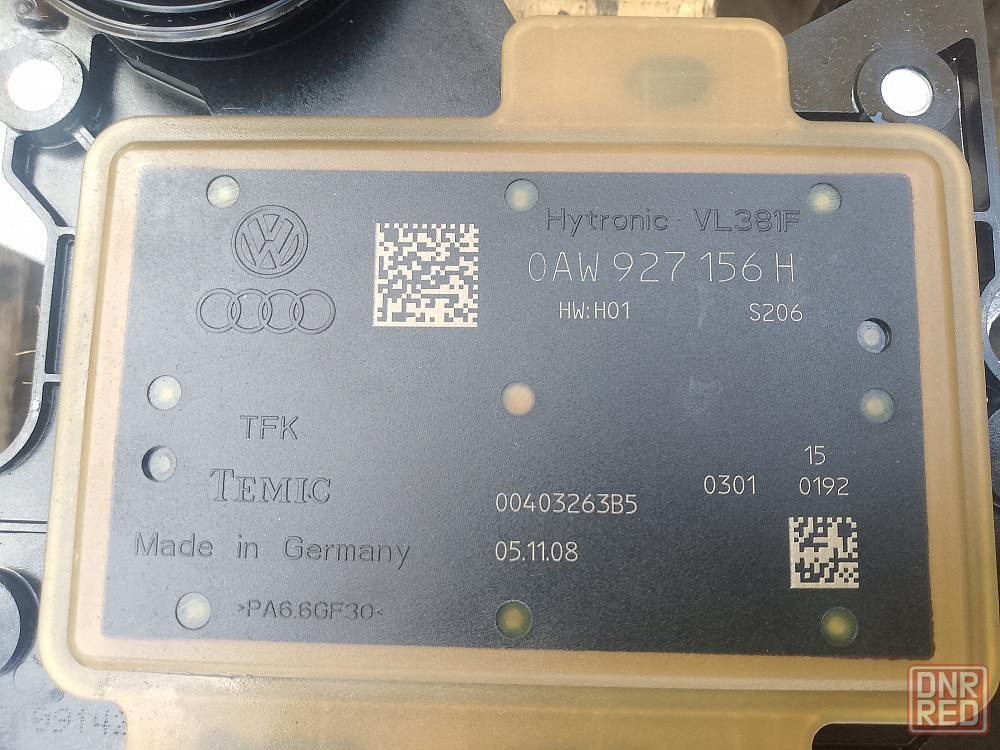 Hytronic VL381F
0AW 927 156 H
HW:H01 S206
TFK
TEMIC
15
0301 0192
00403263B5
Made in Germany
05.11.08
>PA6.6GF30<
DNR
RED